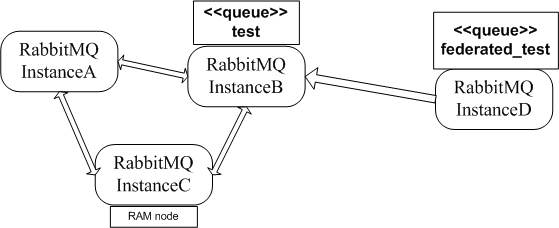 <<queue>>
test
<<queue>>
federated_test
RabbitMQ
InstanceA
RabbitMQ
InstanceB
RabbitMQ
InstanceD
RabbitMQ
InstanceC
RAM node